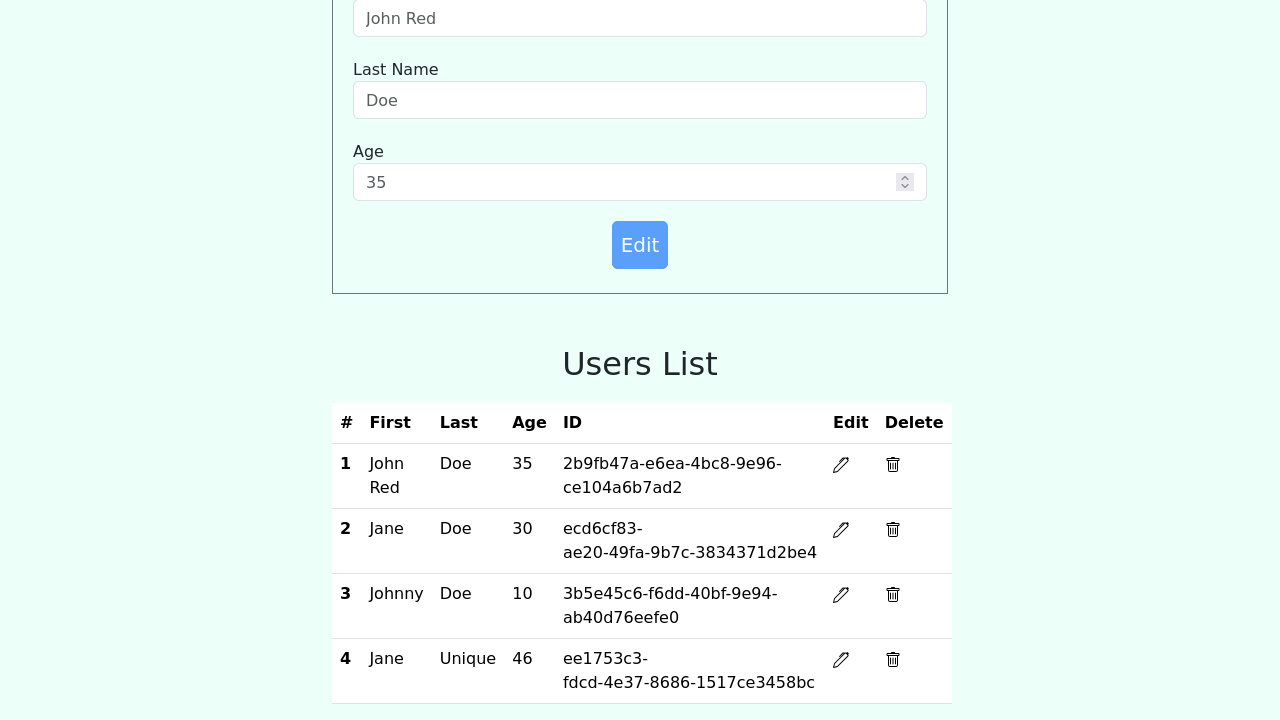 John Red
Last Name
Doe
Age
35
Edit
Users List
# First Last Age ID Edit Delete
1 John Doe 35 2b9fb47a-e6ea-4bc8-9e96-
Red ce104a6b7ad2
2 Jane Doe 30 ecd6cf83-
ae20-49fa-9b7c-3834371d2be4
3 Johnny Doe 10 3b5e45c6-f6dd-40bf-9e94-
ab40d76eefe0
4 Jane Unique 46 ee1753c3-
fdcd-4e37-8686-1517ce3458bc